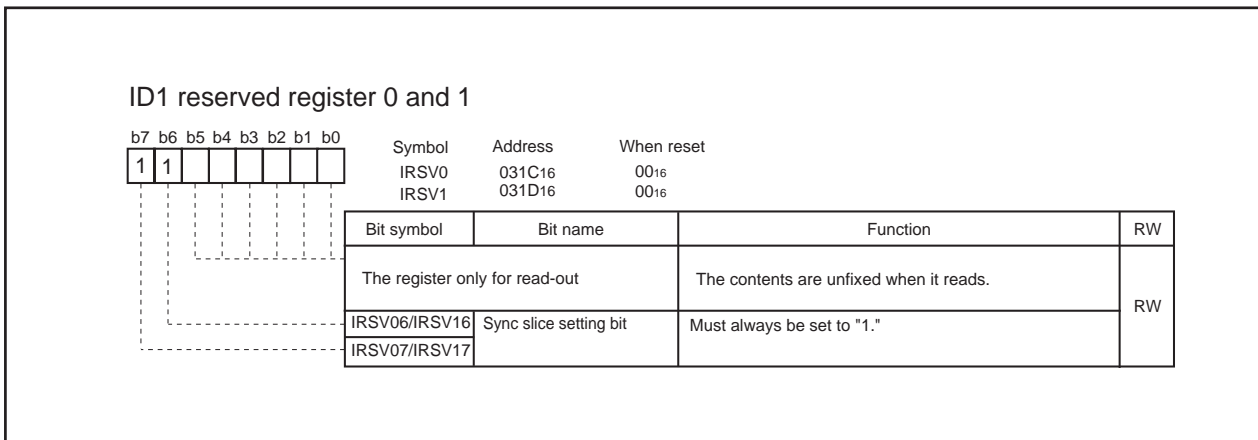 ID1 reserved register 0 and 1
b7 b6 b5 b4 b3 b2 b1 b0
1 1
Symbol Address When reset
IRSV0 031C16 0016
IRSV1 031D16 0016
Bit symbol Bit name Function RW
The register only for read-out The contents are unfixed when it reads.
RW
IRSV06/IRSV16 Sync slice setting bit Must always be set to "1."
IRSV07/IRSV17